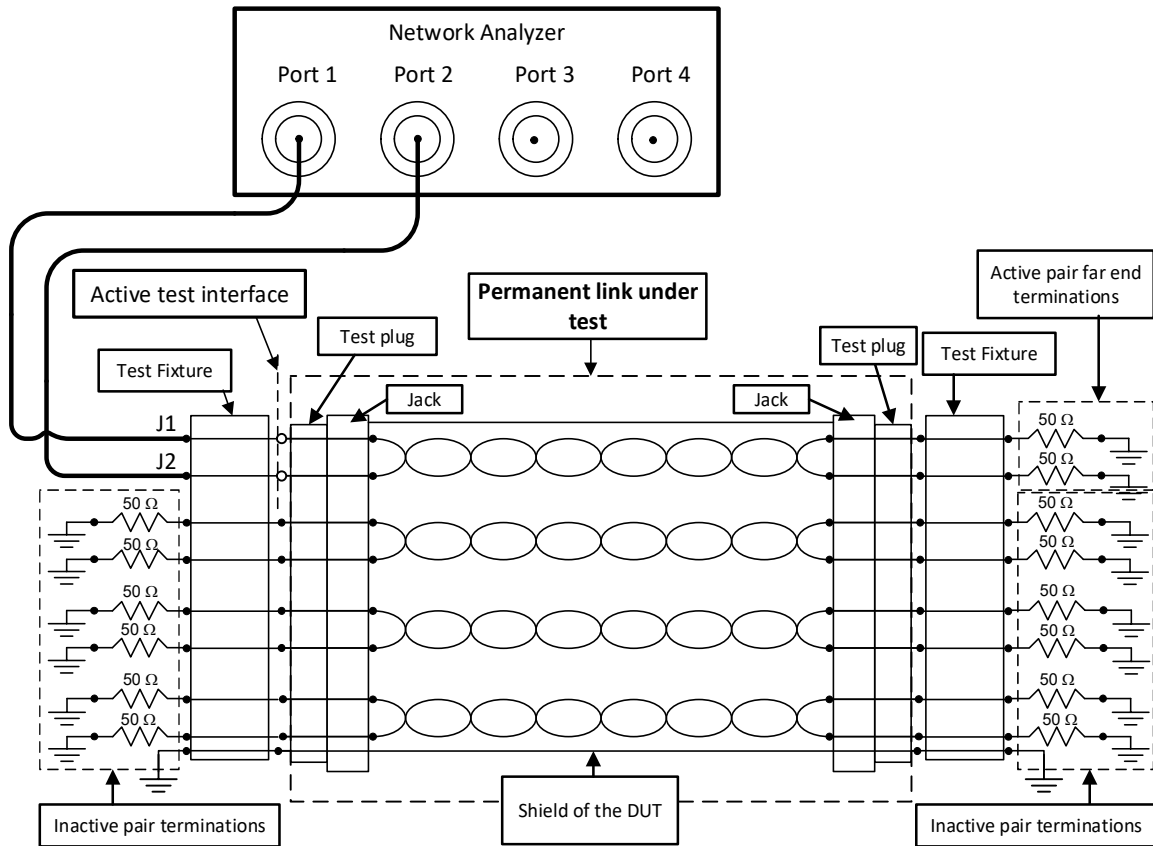 Network Analyzer
Port 1
Port 2
Port 3
Port 4
Active test interface
Permanent link under
test
Active pair far end
terminations
Test plug
Test plug
Test Fixture
Test Fixture
Jack
Jack
J1
J2
50 Ω
50 Ω
50 Ω
50 Ω
50 Ω
50 Ω
50 Ω
50 Ω
50 Ω
50 Ω
50 Ω
50 Ω
50 Ω
50 Ω
Inactive pair terminations
Shield of the DUT
Inactive pair terminations